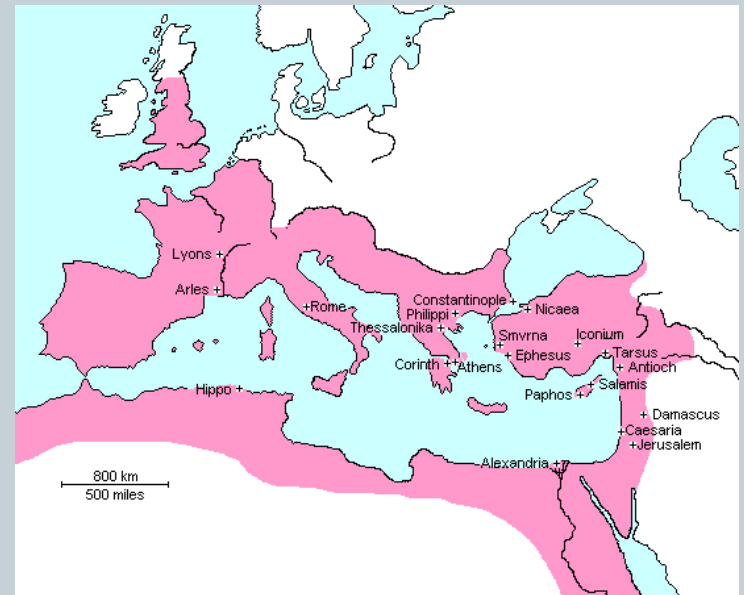 Lyons
Arles
Rome
Constantinople
Philippi
Nicaea
Thessalonika
Smvrna
Iconium
Ephesus
Tarsus
Antioch
Corinth
Athens
Salamis
Hippo
Paphos
Damascus
Caesaria
Jerusalem
Alexandria
800 km
500 miles